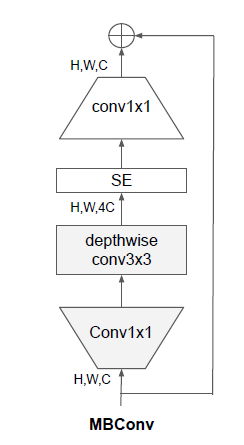 H,W,C
conv1x1
SE
H,W,4C
depthwise
conv3x3
Conv1x1
H,W,C
MBConv